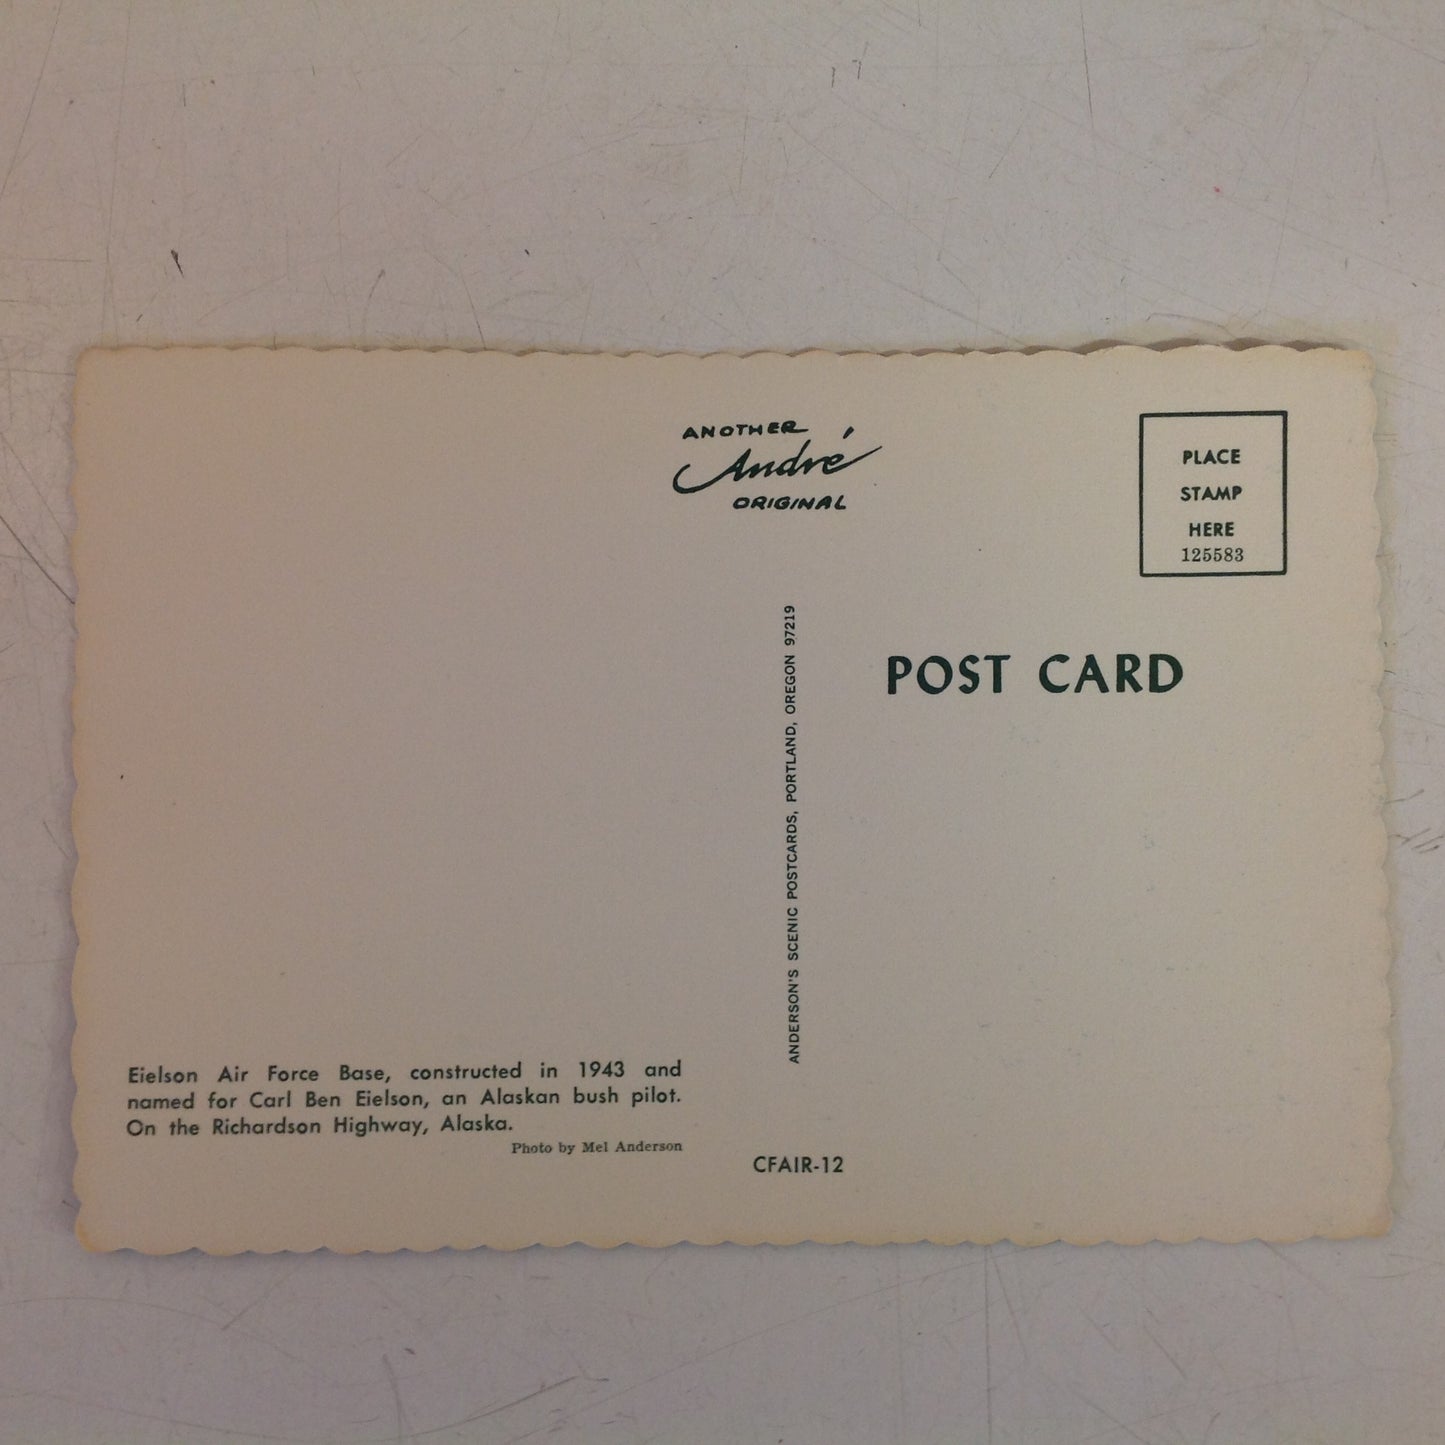 ANOTHER
André
ORIGINAL
PLACE
STAMP
HERE
125583
POST CARD
ANDERSON'S SCENIC POSTCARDS, PORTLAND, OREGON 97219
Eielson Air Force Base, constructed in 1943 and
named for Carl Ben Eielson, an Alaskan bush pilot.
On the Richardson Highway, Alaska.
Photo by Mel Anderson
CFAIR-12